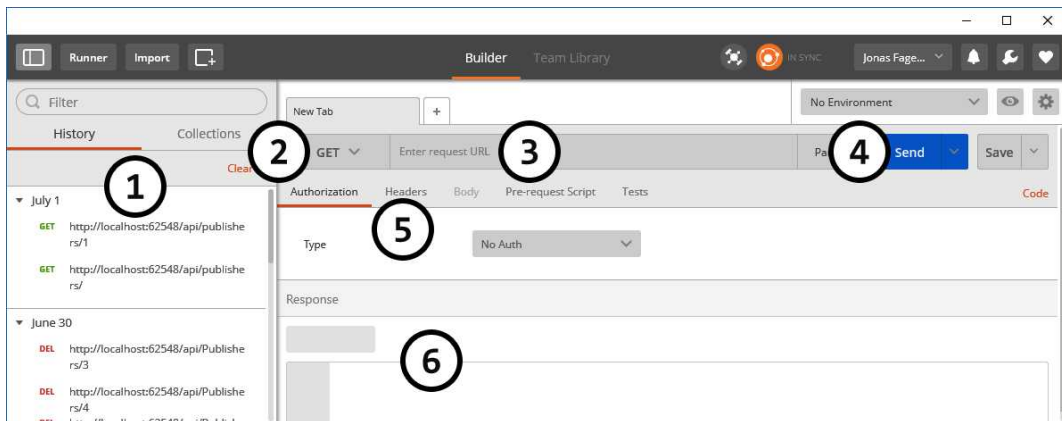 Runner Import Builder Team Library IN SYNC Jonas Fage...
Filter
History Collections
Clear
1
July 1
GET http://localhost:62548/api/publishe
rs/1
GET http://localhost:62548/api/publishe
rs/
June 30
DEL http://localhost:62548/api/Publishe
rs/3
DEL http://localhost:62548/api/Publishe
rs/4
New Tab + No Environment
2 GET Enter request URL 3 4 Send Save
Authorization Headers Body Pre-request Script Tests Code
5
Type No Auth
Response
6